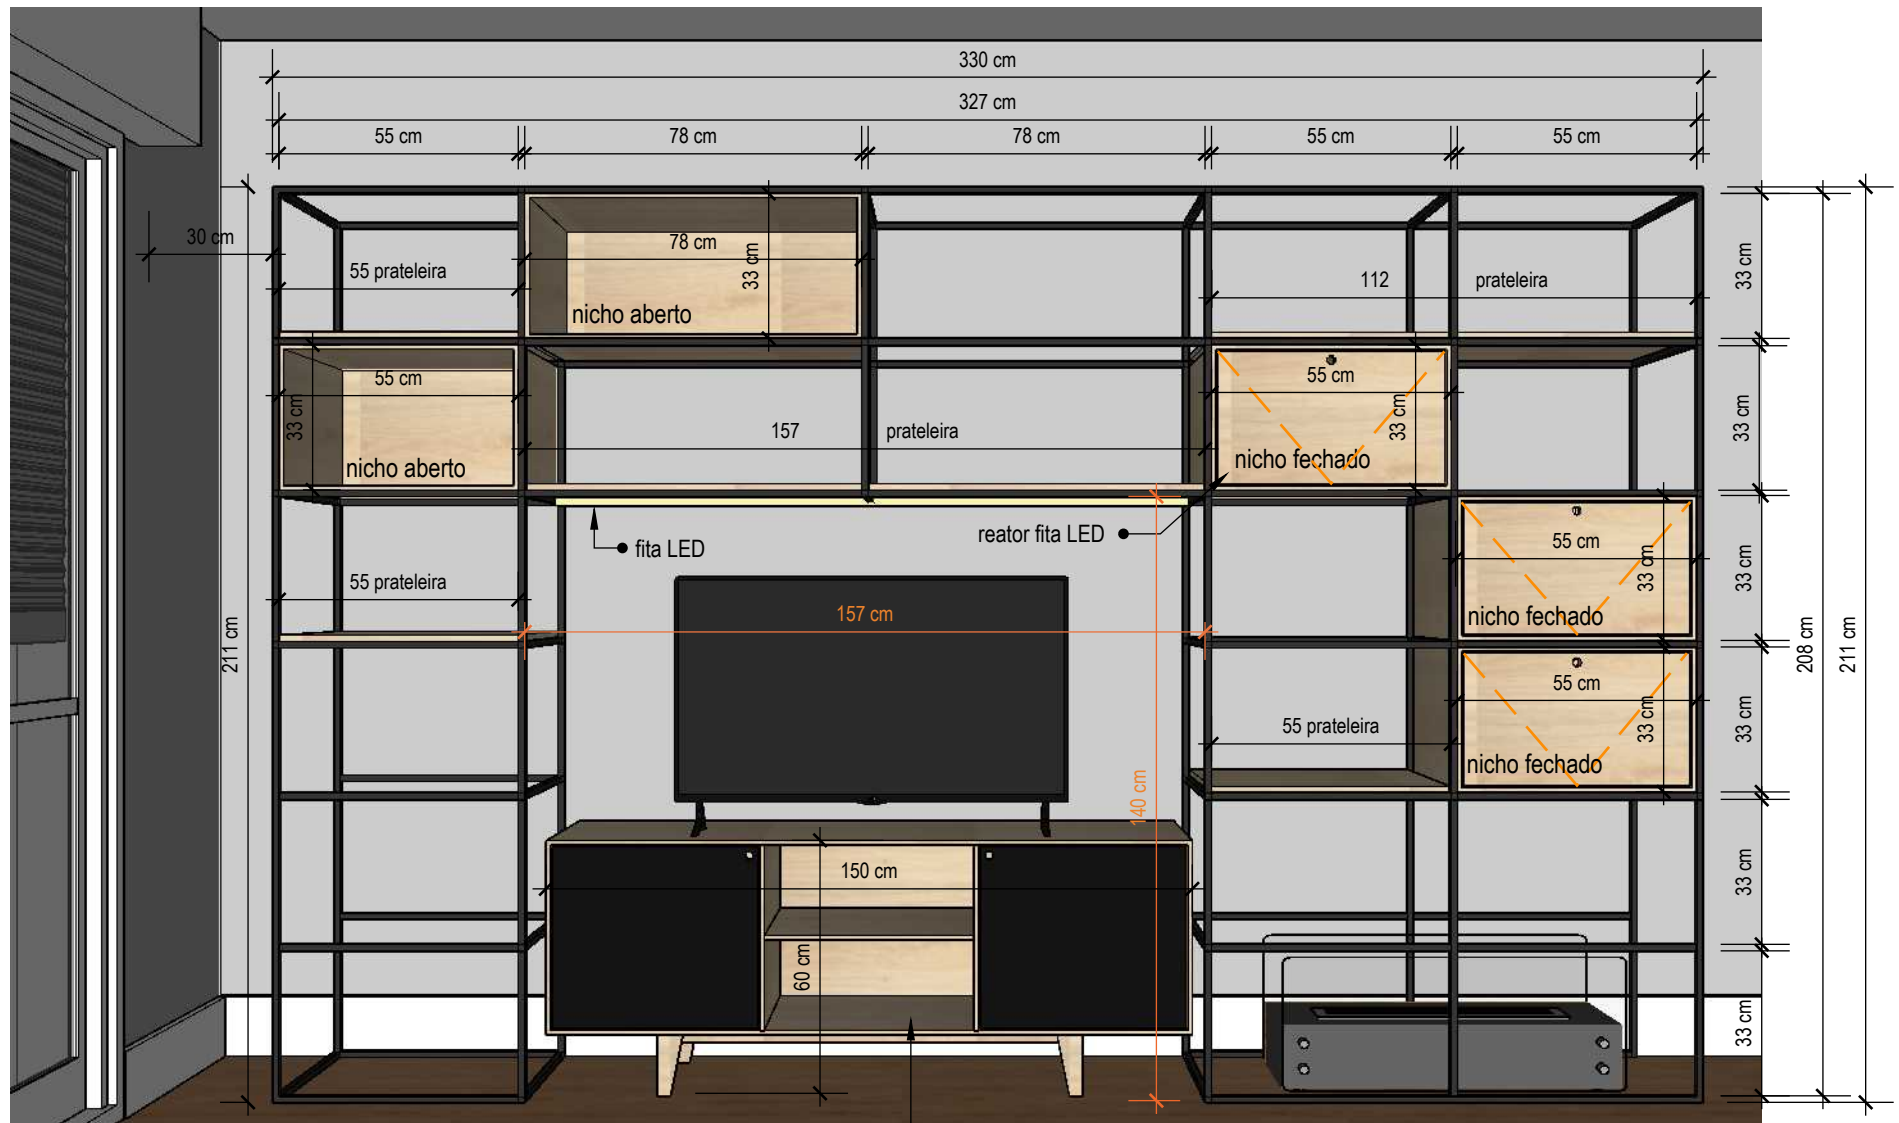 330 cm
327 cm
55 cm
78 cm
78 cm
55 cm
55 cm
30 cm
55 prateleira
78 cm
33 cm
nicho aberto
112 prateleira
33 cm
55 cm
33 cm
nicho aberto
157 prateleira
55 cm
33 cm
nicho fechado
33 cm
fita LED
reator fita LED
55 cm
33 cm
nicho fechado
33 cm
55 prateleira
157 cm
211 cm
208 cm
211 cm
55 cm
33 cm
nicho fechado
33 cm
55 prateleira
140 cm
150 cm
60 cm
33 cm
33 cm